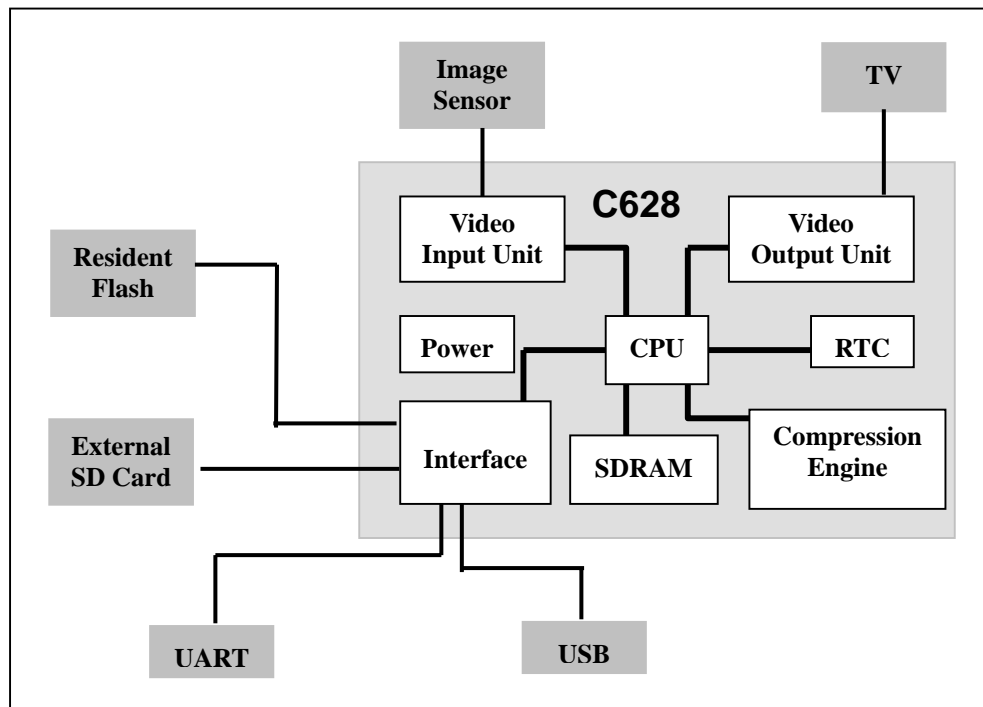 Image
Sensor
TV
C628
Video
Input Unit
Video
Output Unit
Resident
Flash
Power
CPU
RTC
External
SD Card
Interface
SDRAM
Compression
Engine
UART
USB